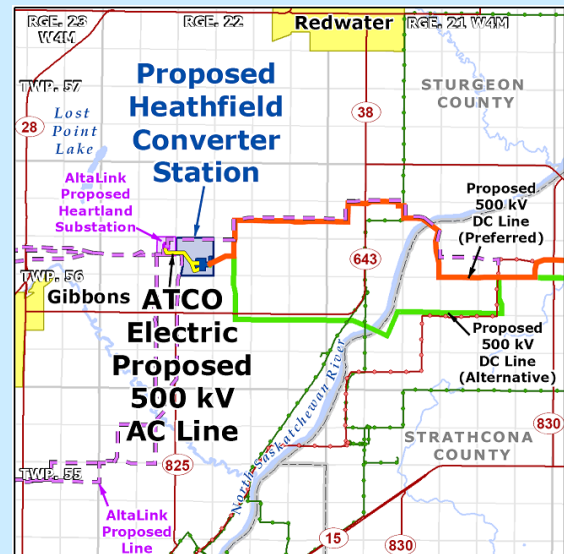 RGE. 23
W4M
RGE. 22
Redwater
RGE. 21 W4M
TWP. 57
Proposed
Heathfield
Converter
Station
STURGEON
COUNTY
Lost
Point
Lake
28
38
AltaLink
Proposed
Heartland
Substation
Proposed
500 kV
DC Line
(Preferred)
643
TWP. 56
Gibbons
ATCO
Electric
Proposed
500 kV
AC Line
Proposed
500 kV
DC Line
(Alternative)
North Saskatchewan River
STRATHCONA
COUNTY
830
825
TWP. 55
AltaLink
Proposed
Line
15
830